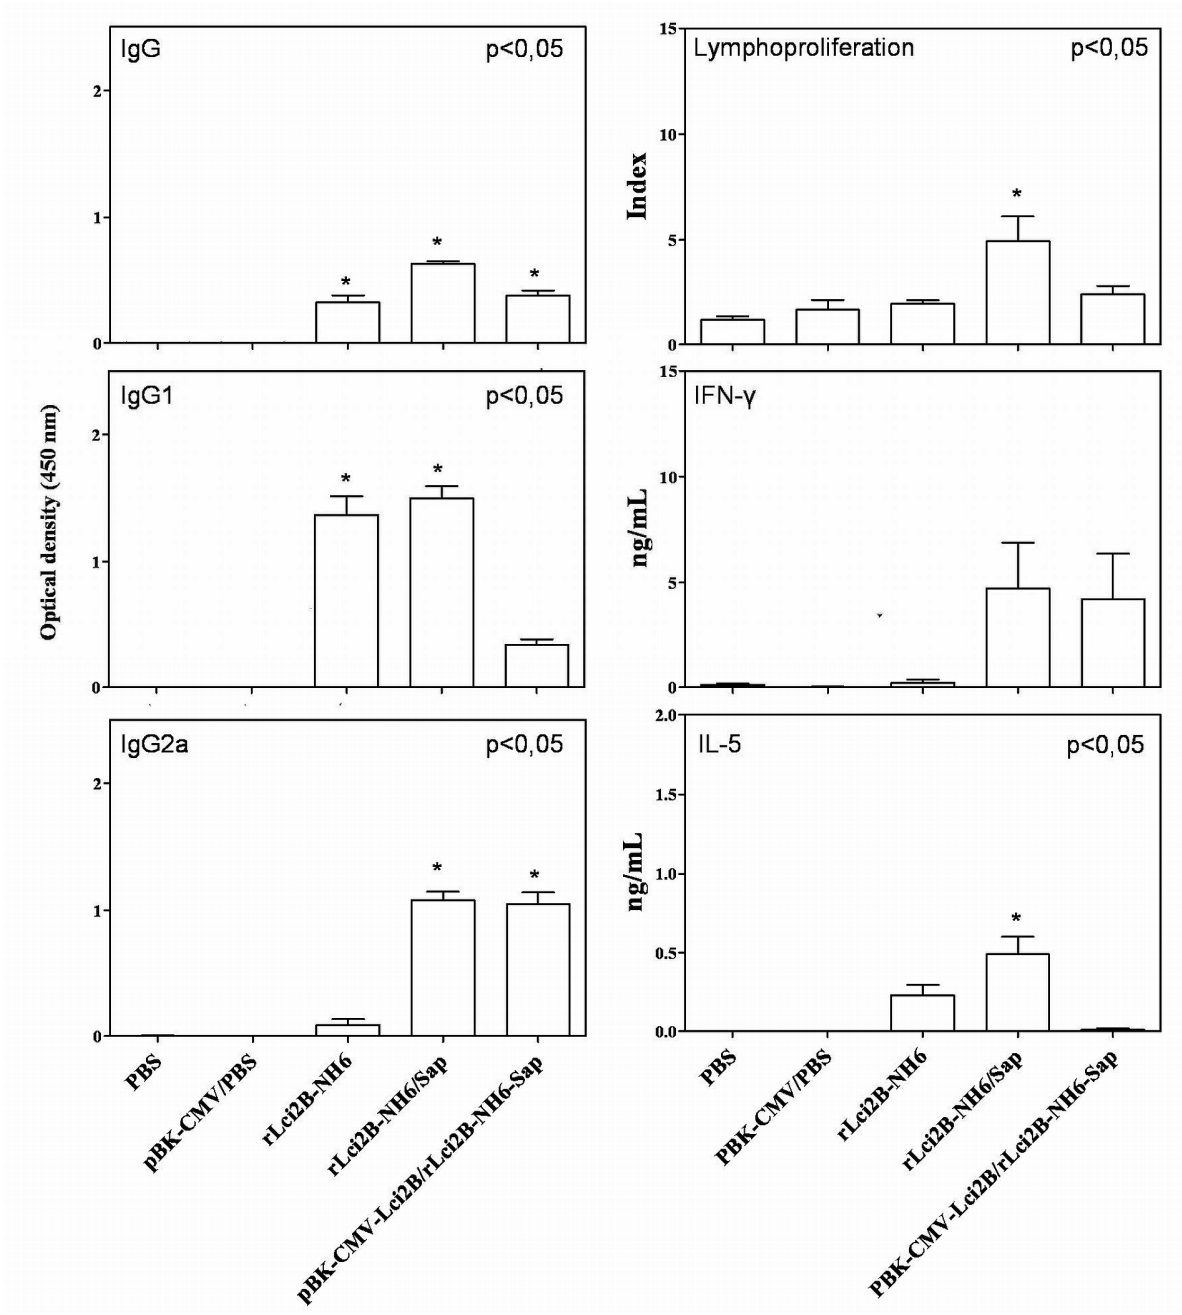 IgG p<0,05
2
1
0
IgG1 p<0,05
2
1
0
Optical density (450 nm)
IgG2a p<0,05
2
1
0
PBS
pBK-CMV/PBS
rLci2B-NH6
rLci2B-NH6/Sap
pBK-CMV-Lci2B/rLci2B-NH6-Sap
Lymphoproliferation p<0,05
15
10
5
0
Index
IFN-γ
15
10
5
0
ng/mL
IL-5 p<0,05
2.0
1.5
1.0
0.5
0.0
ng/mL
PBS
PBK-CMV/PBS
rLci2B-NH6
rLci2B-NH6/Sap
PBK-CMV-Lci2B/rLci2B-NH6-Sap